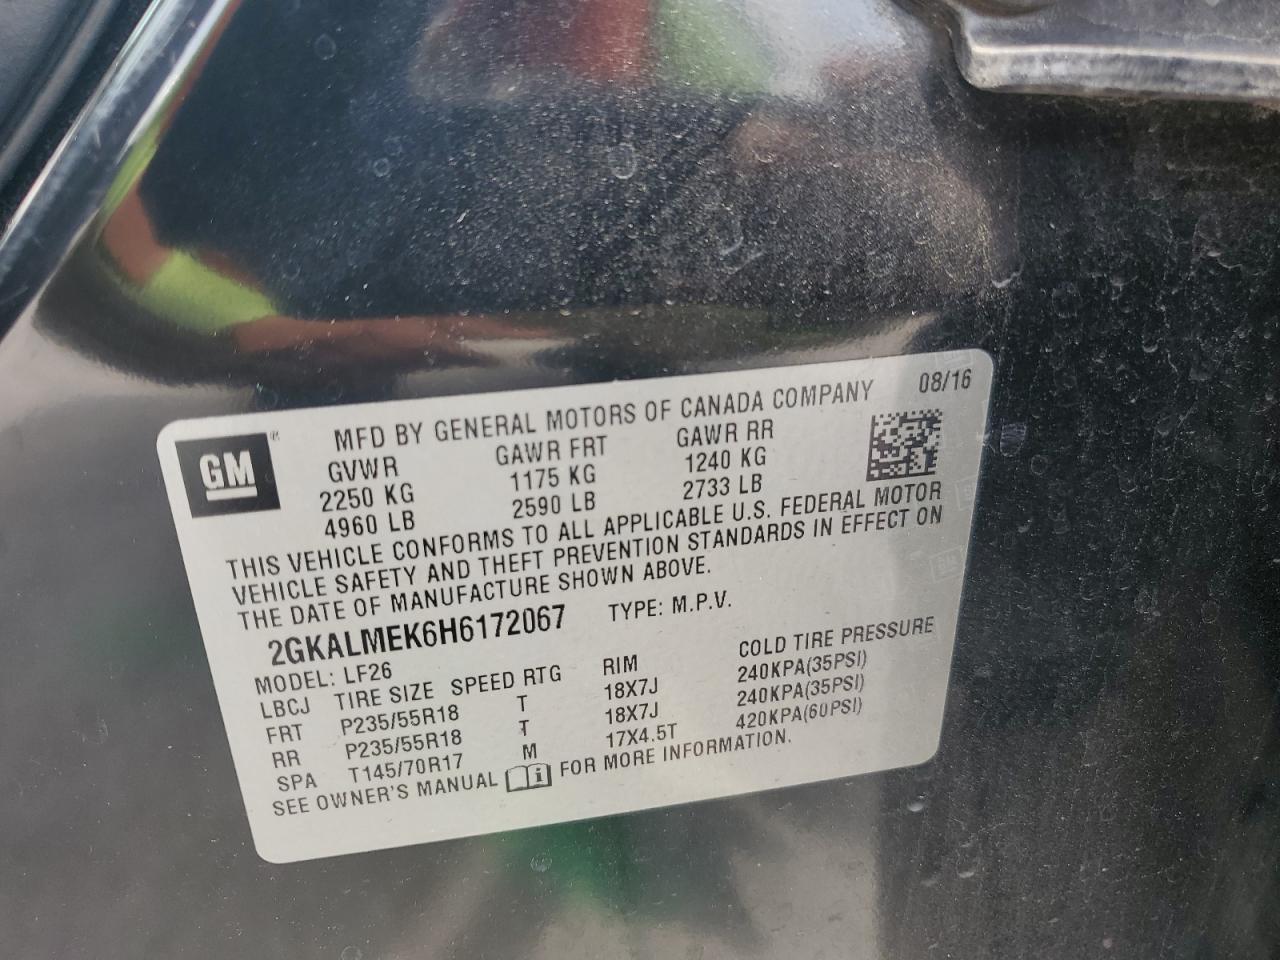 GM ®
MFD BY GENERAL MOTORS OF CANADA COMPANY 08/16
GVWR GAWR FRT GAWR RR
2250 KG 1175 KG 1240 KG
4960 LB 2590 LB 2733 LB
THIS VEHICLE CONFORMS TO ALL APPLICABLE U.S. FEDERAL MOTOR
VEHICLE SAFETY AND THEFT PREVENTION STANDARDS IN EFFECT ON
THE DATE OF MANUFACTURE SHOWN ABOVE.
2GKALMEK6H6172067 TYPE: M.P.V.
MODEL: LF26
LBCJ TIRE SIZE SPEED RTG RIM COLD TIRE PRESSURE
FRT P235/55R18 T 18X7J 240KPA(35PSI)
RR P235/55R18 T 18X7J 240KPA(35PSI)
SPA T145/70R17 M 17X4.5T 420KPA(60PSI)
SEE OWNER'S MANUAL i FOR MORE INFORMATION.